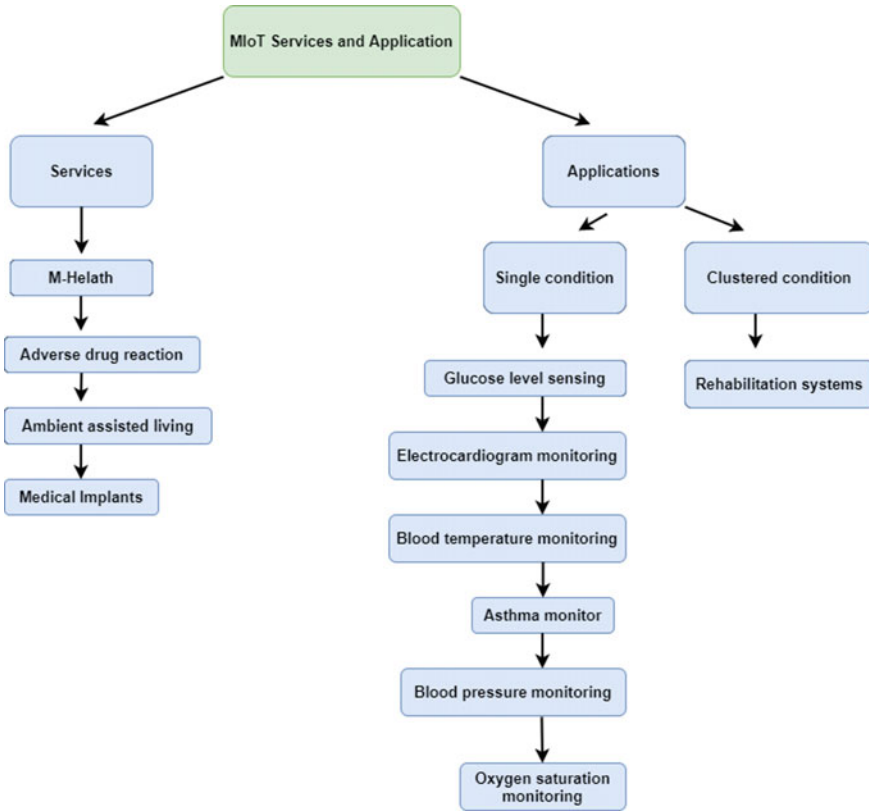 MIoT Services and Application
Services
Applications
M-Helath
Adverse drug reaction
Ambient assisted living
Medical Implants
Single condition
Clustered condition
Glucose level sensing
Rehabilitation systems
Electrocardiogram monitoring
Blood temperature monitoring
Asthma monitor
Blood pressure monitoring
Oxygen saturation
monitoring